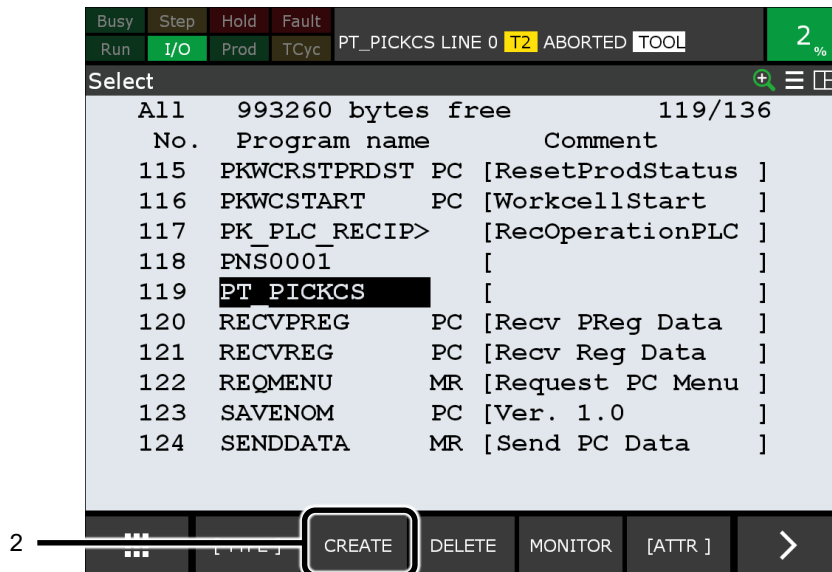 Busy Step Hold Fault
Run I/O Prod TCyc PT_PICKCS LINE 0 T2 ABORTED TOOL 2 %
Select
All 993260 bytes free 119/136
No. Program name Comment
115 PKWCRSTPRDST PC [ResetProdStatus ]
116 PKWCSTART PC [WorkcellStart ]
117 PK_PLC_RECIP> [RecOperationPLC ]
118 PNS0001 [ ]
119 PT_PICKCS [ ]
120 RECVPREG PC [Recv PReg Data ]
121 RECVREG PC [Recv Reg Data ]
122 REQMENU MR [Request PC Menu ]
123 SAVENOM PC [Ver. 1.0 ]
124 SENDDATA MR [Send PC Data ]
2 [ TYPE ] CREATE DELETE MONITOR [ATTR ] >